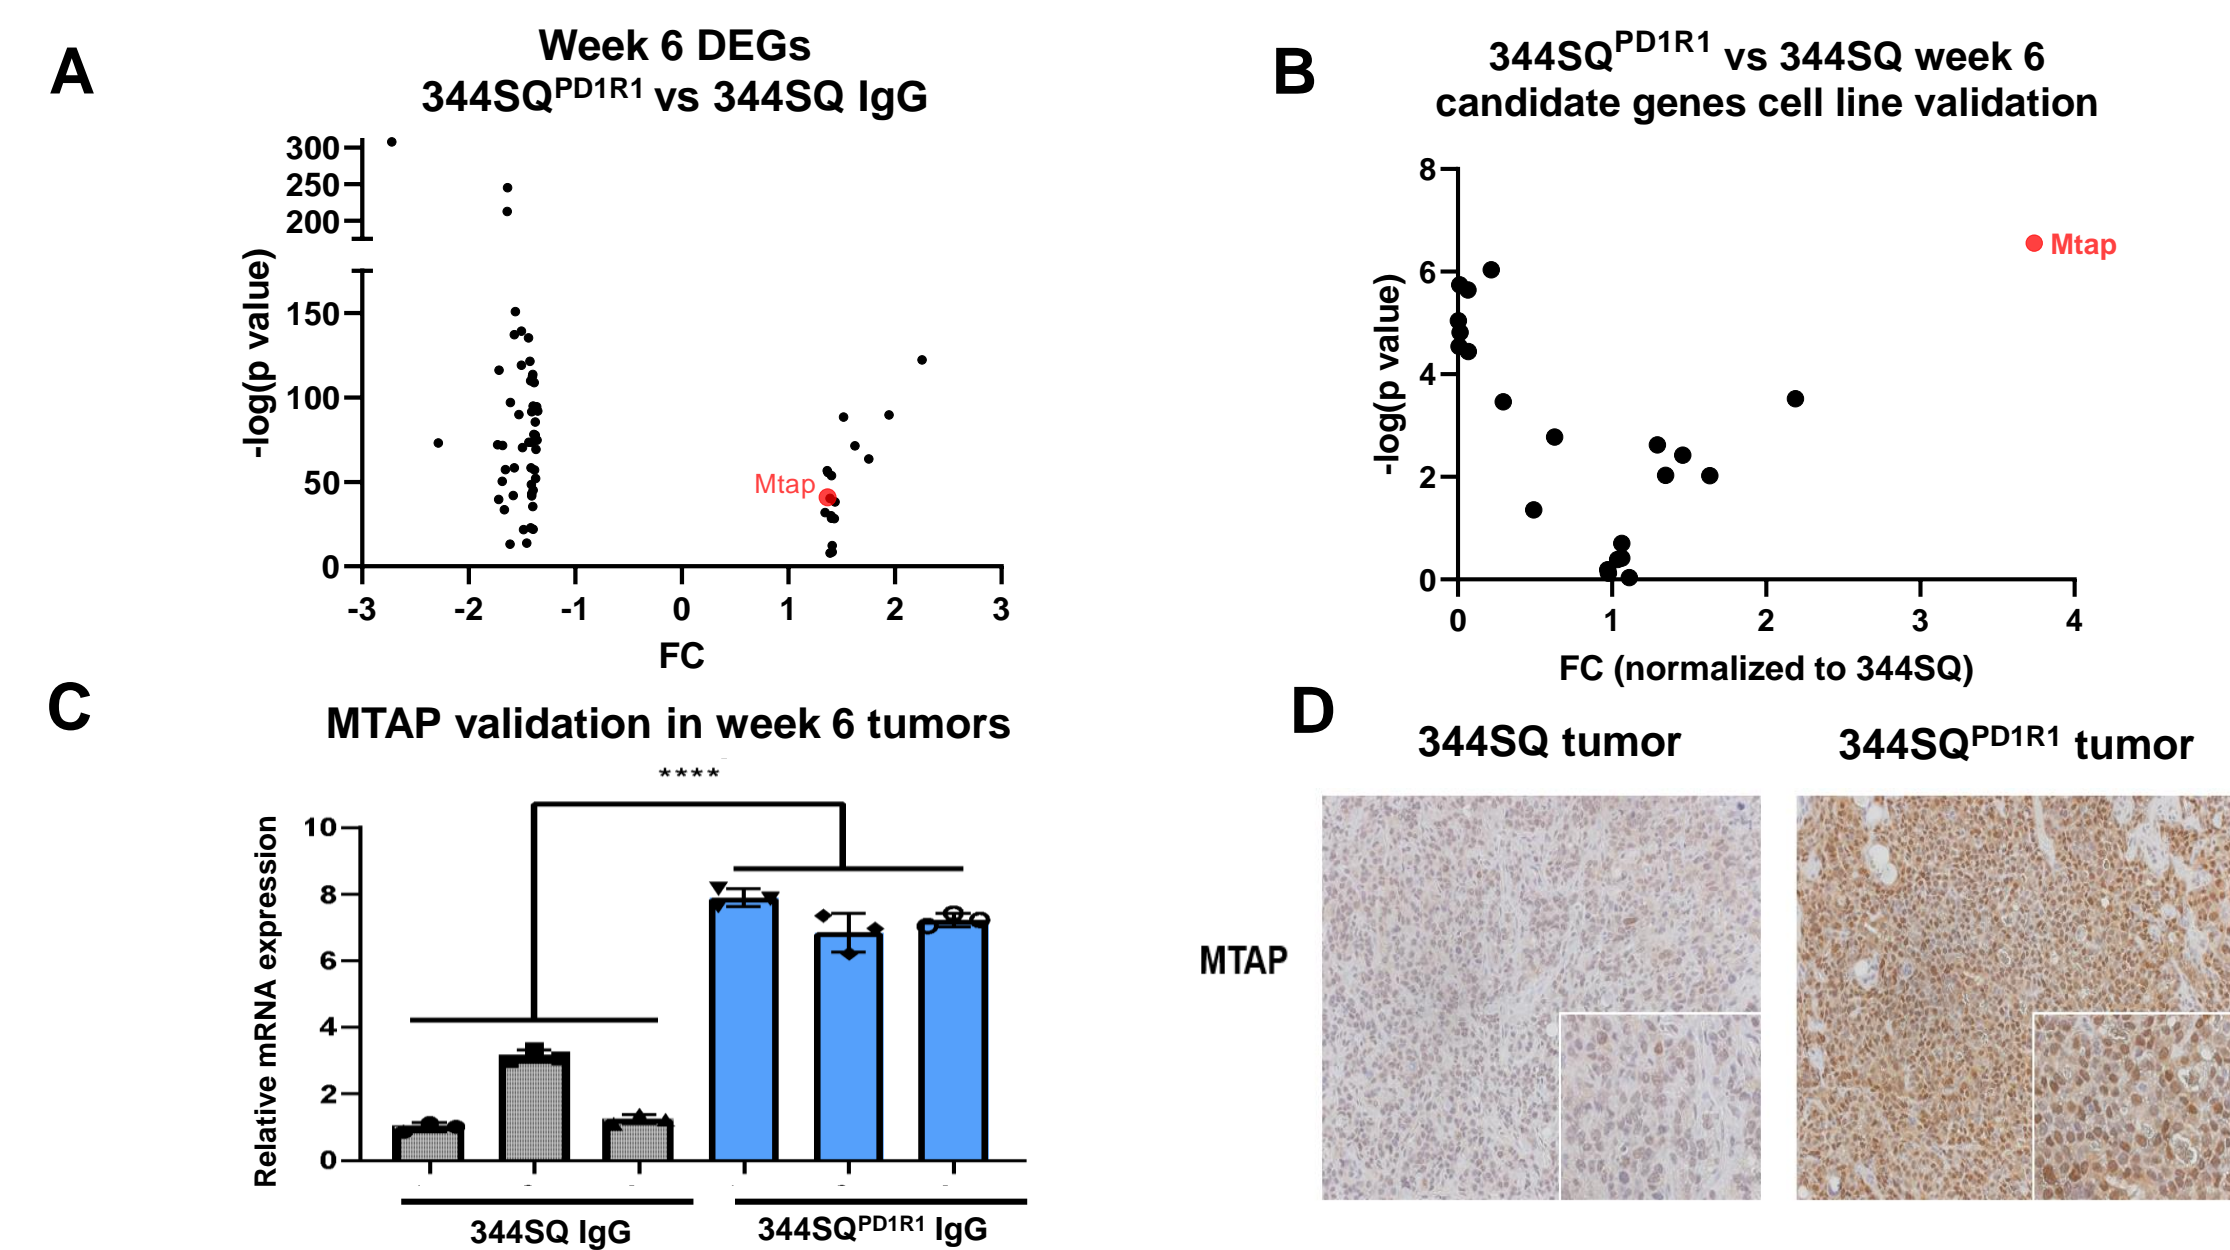 A
Week 6 DEGs
344SQPD1R1 vs 344SQ IgG
300
250
200
150
100
50
0
-log(p value)
Mtap
-3 -2 -1 0 1 2 3
FC
B
344SQPD1R1 vs 344SQ week 6
candidate genes cell line validation
8
6
4
2
0
-log(p value)
Mtap
0 1 2 3 4
FC (normalized to 344SQ)
C
MTAP validation in week 6 tumors
****
10
8
6
4
2
0
Relative mRNA expression
344SQ IgG
344SQPD1R1 IgG
D
344SQ tumor
344SQPD1R1 tumor
MTAP